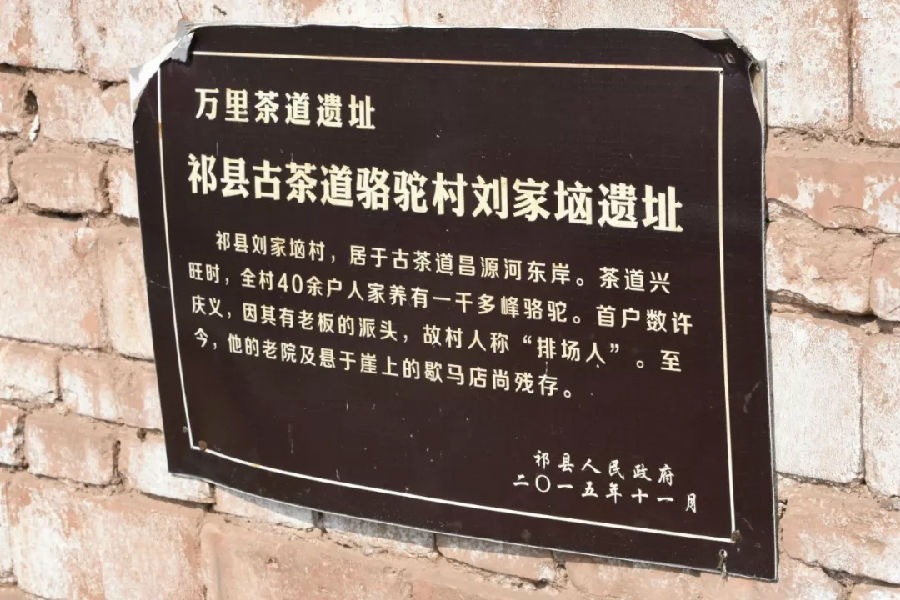 万里茶道遗址
祁县古茶道骆驼村刘家垴遗址
祁县刘家垴村，居于古茶道昌源河东岸。茶道兴
旺时，全村40余户人家养有一千多峰骆驼。首户数许
庆义，因其有老板的派头，故村人称“排场人”。至
今，他的老院及悬于崖上的歇马店尚残存。
祁县人民政府
二〇一五年十一月